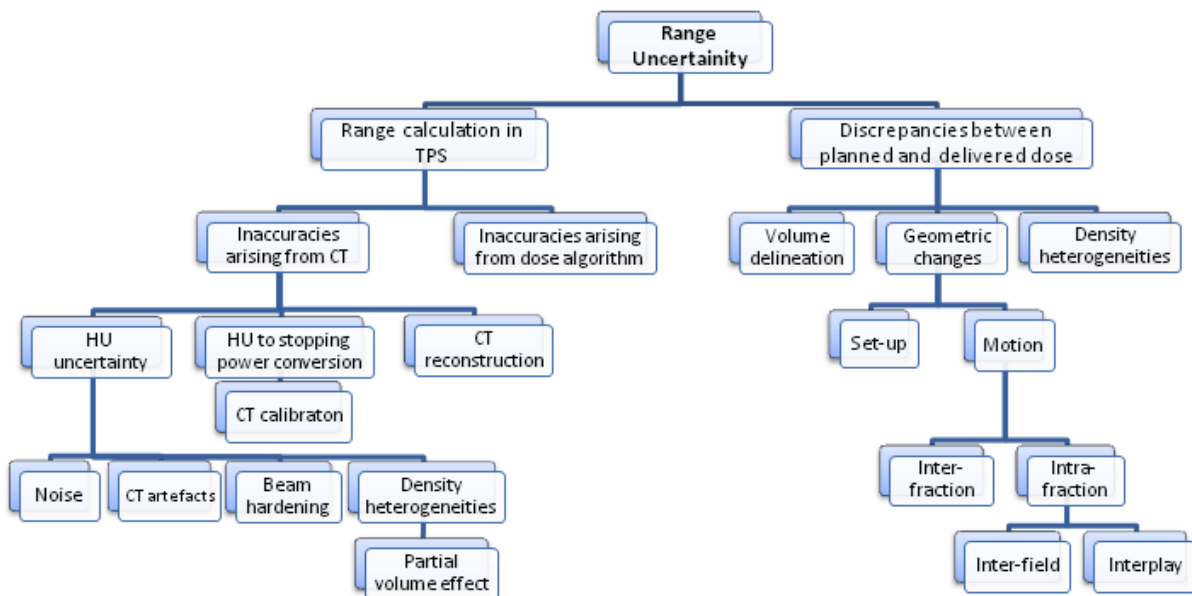 Range
Uncertainity
Range calculation in
TPS
Discrepancies between
planned and delivered dose
Inaccuracies
arising from CT
Inaccuracies arising
from dose algorithm
Volume
delineation
Geometric
changes
Density
heterogeneities
HU
uncertainty
HU to stopping
power conversion
CT
reconstruction
Set-up
Motion
CT calibraton
Noise
CT artefacts
Beam
hardening
Density
heterogeneities
Inter-
fraction
Intra-
fraction
Partial
volume effect
Inter-field
Interplay